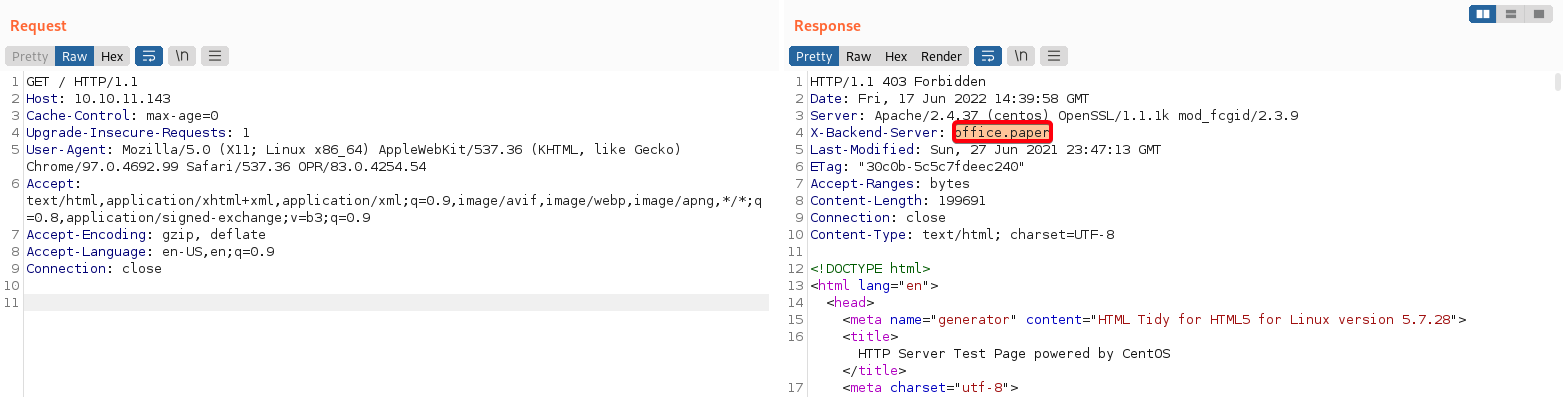 Request
Pretty Raw Hex \n
1 GET / HTTP/1.1
2 Host: 10.10.11.143
3 Cache-Control: max-age=0
4 Upgrade-Insecure-Requests: 1
5 User-Agent: Mozilla/5.0 (X11; Linux x86_64) AppleWebKit/537.36 (KHTML, like Gecko)
Chrome/97.0.4692.99 Safari/537.36 OPR/83.0.4254.54
6 Accept:
text/html,application/xhtml+xml,application/xml;q=0.9,image/avif,image/webp,image/apng,*/*;q
=0.8,application/signed-exchange;v=b3;q=0.9
7 Accept-Encoding: gzip, deflate
8 Accept-Language: en-US,en;q=0.9
9 Connection: close
10
11
Response
Pretty Raw Hex Render \n
1 HTTP/1.1 403 Forbidden
2 Date: Fri, 17 Jun 2022 14:39:58 GMT
3 Server: Apache/2.4.37 (centos) OpenSSL/1.1.1k mod_fcgid/2.3.9
4 X-Backend-Server: office.paper
5 Last-Modified: Sun, 27 Jun 2021 23:47:13 GMT
6 ETag: "30c0b-5c5c7fdeec240"
7 Accept-Ranges: bytes
8 Content-Length: 199691
9 Connection: close
10 Content-Type: text/html; charset=UTF-8
11
12 <!DOCTYPE html>
13 <html lang="en">
14 <head>
15 <meta name="generator" content="HTML Tidy for HTML5 for Linux version 5.7.28">
16 <title>
HTTP Server Test Page powered by CentOS
</title>
17 <meta charset="utf-8">